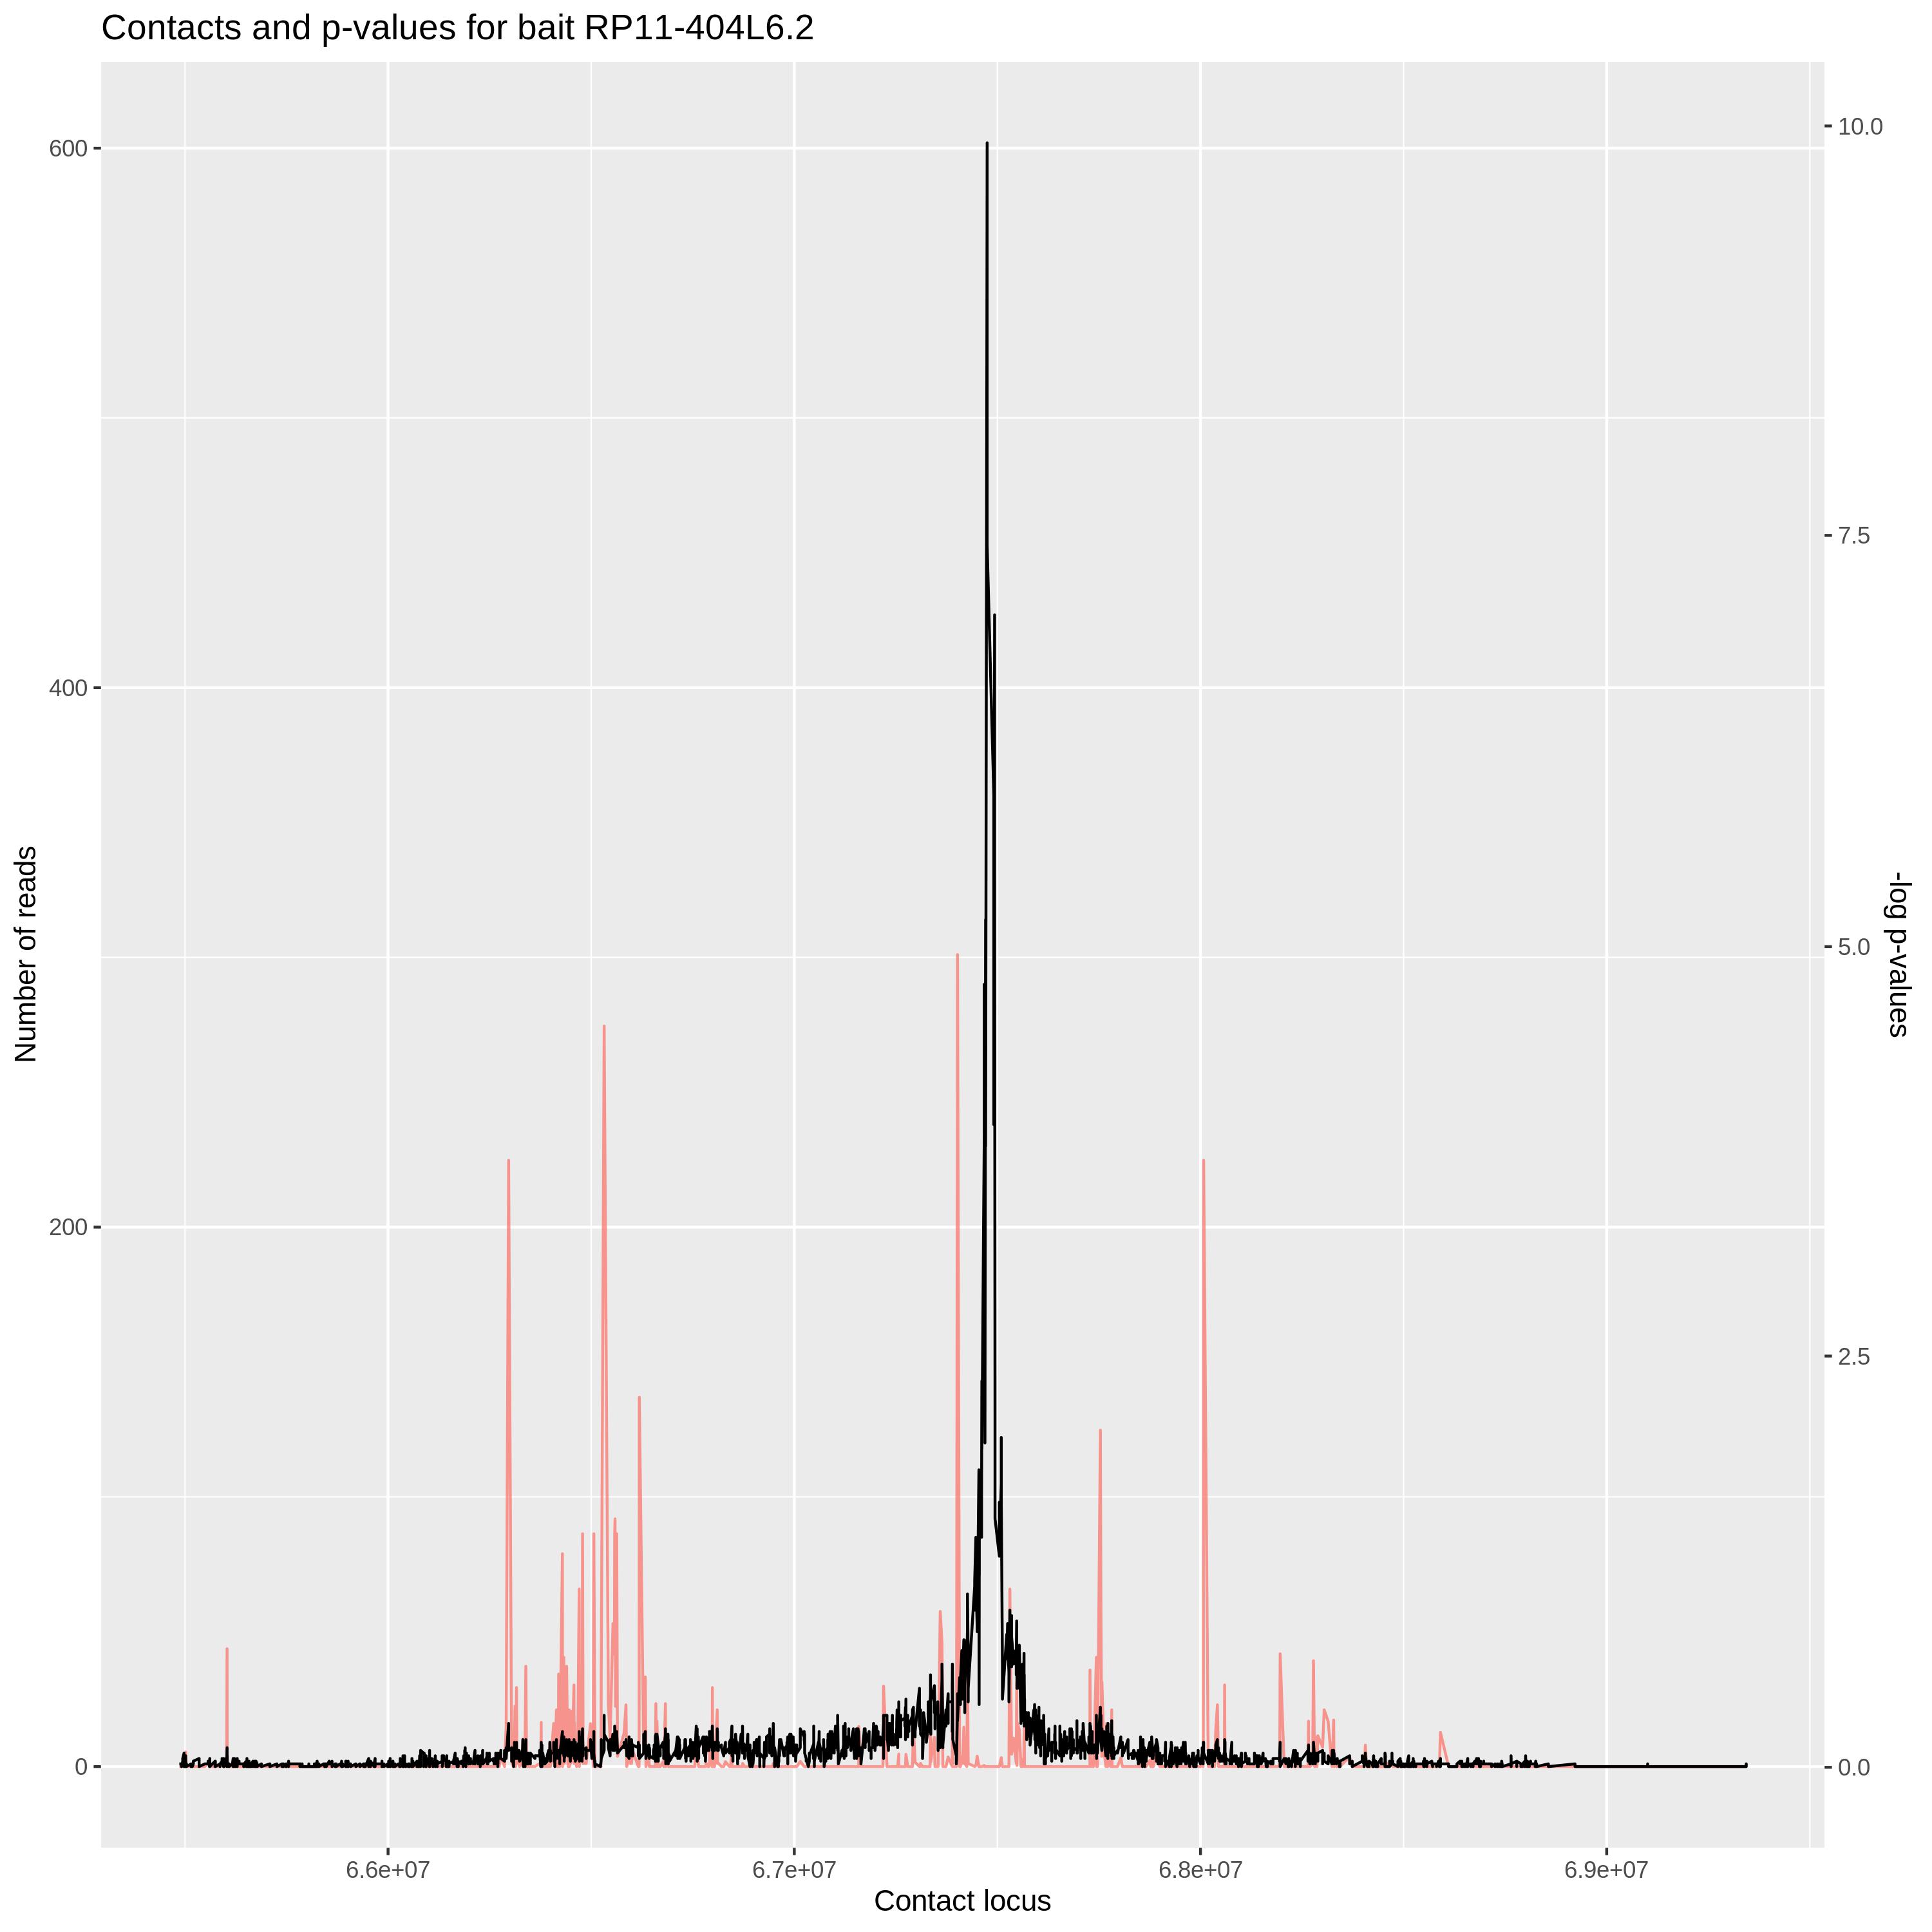 Contacts and p-values for bait RP11-404L6.2
600
400
200
0
10.0
7.5
5.0
2.5
0.0
Number of reads
-log p-values
6.6e+07
6.7e+07
6.8e+07
6.9e+07
Contact locus